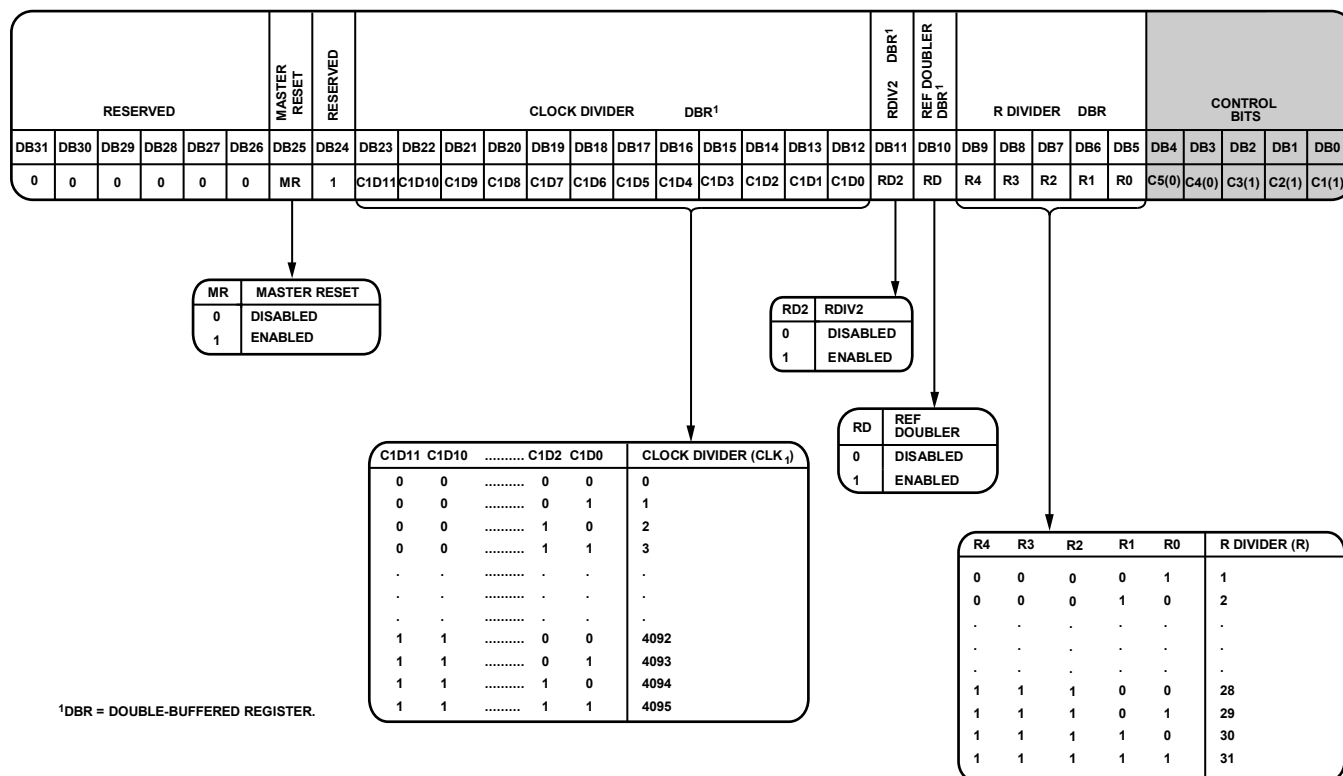 RESERVED
MASTER RESET
RESERVED
CLOCK DIVIDER DBR1
RDIV2 DBR1
REF DOUBLER DBR1
R DIVIDER DBR
CONTROL BITS
DB31 DB30 DB29 DB28 DB27 DB26 DB25 DB24 DB23 DB22 DB21 DB20 DB19 DB18 DB17 DB16 DB15 DB14 DB13 DB12 DB11 DB10 DB9 DB8 DB7 DB6 DB5 DB4 DB3 DB2 DB1 DB0
0 0 0 0 0 0 MR 1 C1D11 C1D10 C1D9 C1D8 C1D7 C1D6 C1D5 C1D4 C1D3 C1D2 C1D1 C1D0 RD2 RD R4 R3 R2 R1 R0 C5(0) C4(0) C3(1) C2(1) C1(1)
MR MASTER RESET
0 DISABLED
1 ENABLED
RD2 RDIV2
0 DISABLED
1 ENABLED
RD REF DOUBLER
0 DISABLED
1 ENABLED
C1D11 C1D10 .......... C1D2 C1D0 CLOCK DIVIDER (CLK1)
0 0 .......... 0 0 0
0 0 .......... 0 1 1
0 0 .......... 1 0 2
0 0 .......... 1 1 3
. . .......... . . .
. . .......... . . .
. . .......... . . .
1 1 .......... 0 0 4092
1 1 .......... 0 1 4093
1 1 .......... 1 0 4094
1 1 ......... 1 1 4095
R4 R3 R2 R1 R0 R DIVIDER (R)
0 0 0 0 1 1
0 0 0 1 0 2
. . . . . .
. . . . . .
. . . . . .
1 1 1 0 0 28
1 1 1 0 1 29
1 1 1 1 0 30
1 1 1 1 1 31
1DBR = DOUBLE-BUFFERED REGISTER.